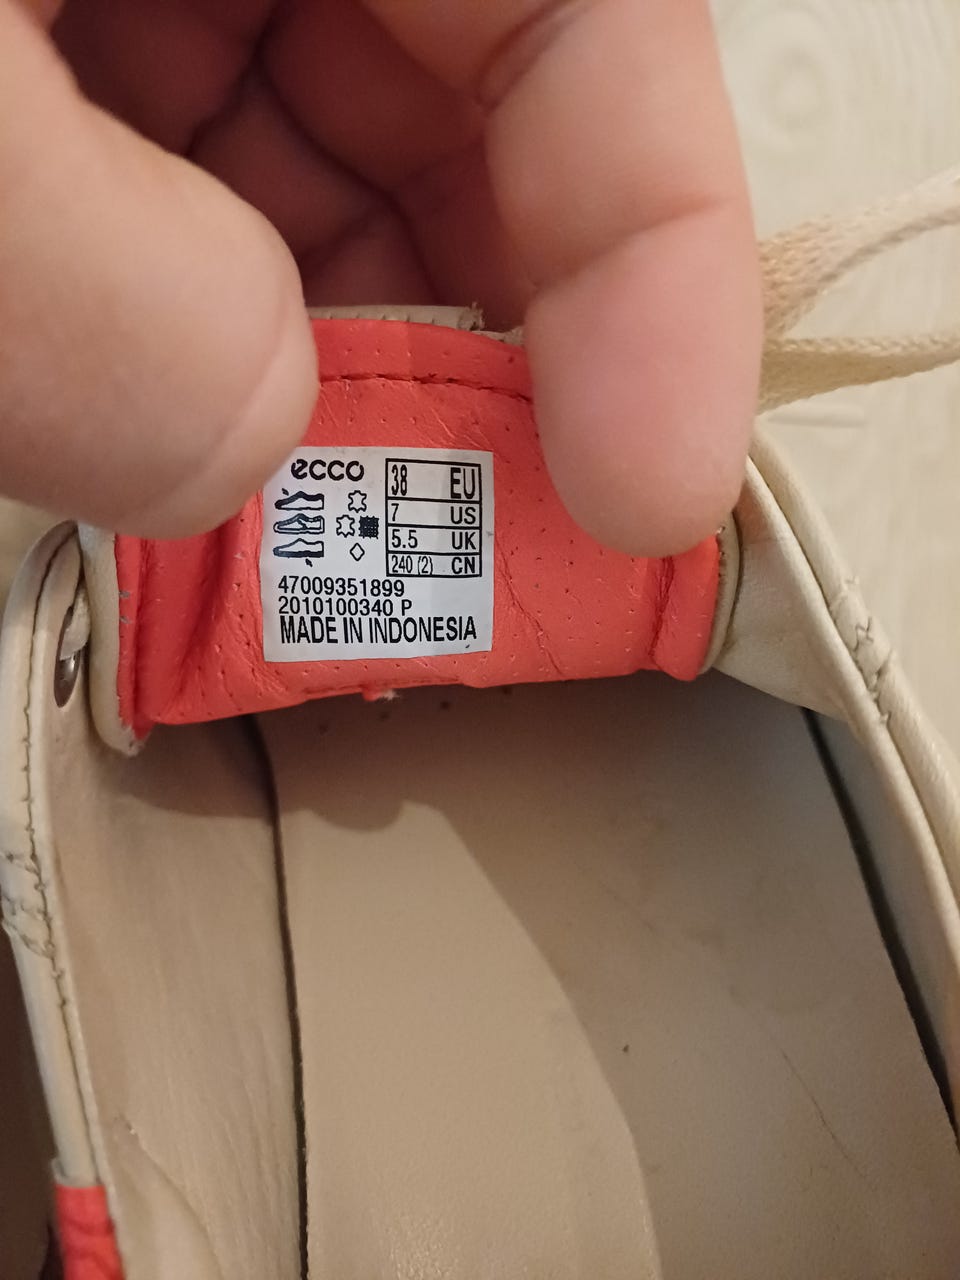 ecco
38 EU
7 US
5.5 UK
240 (2) CN
47009351899
2010100340 P
MADE IN INDONESIA